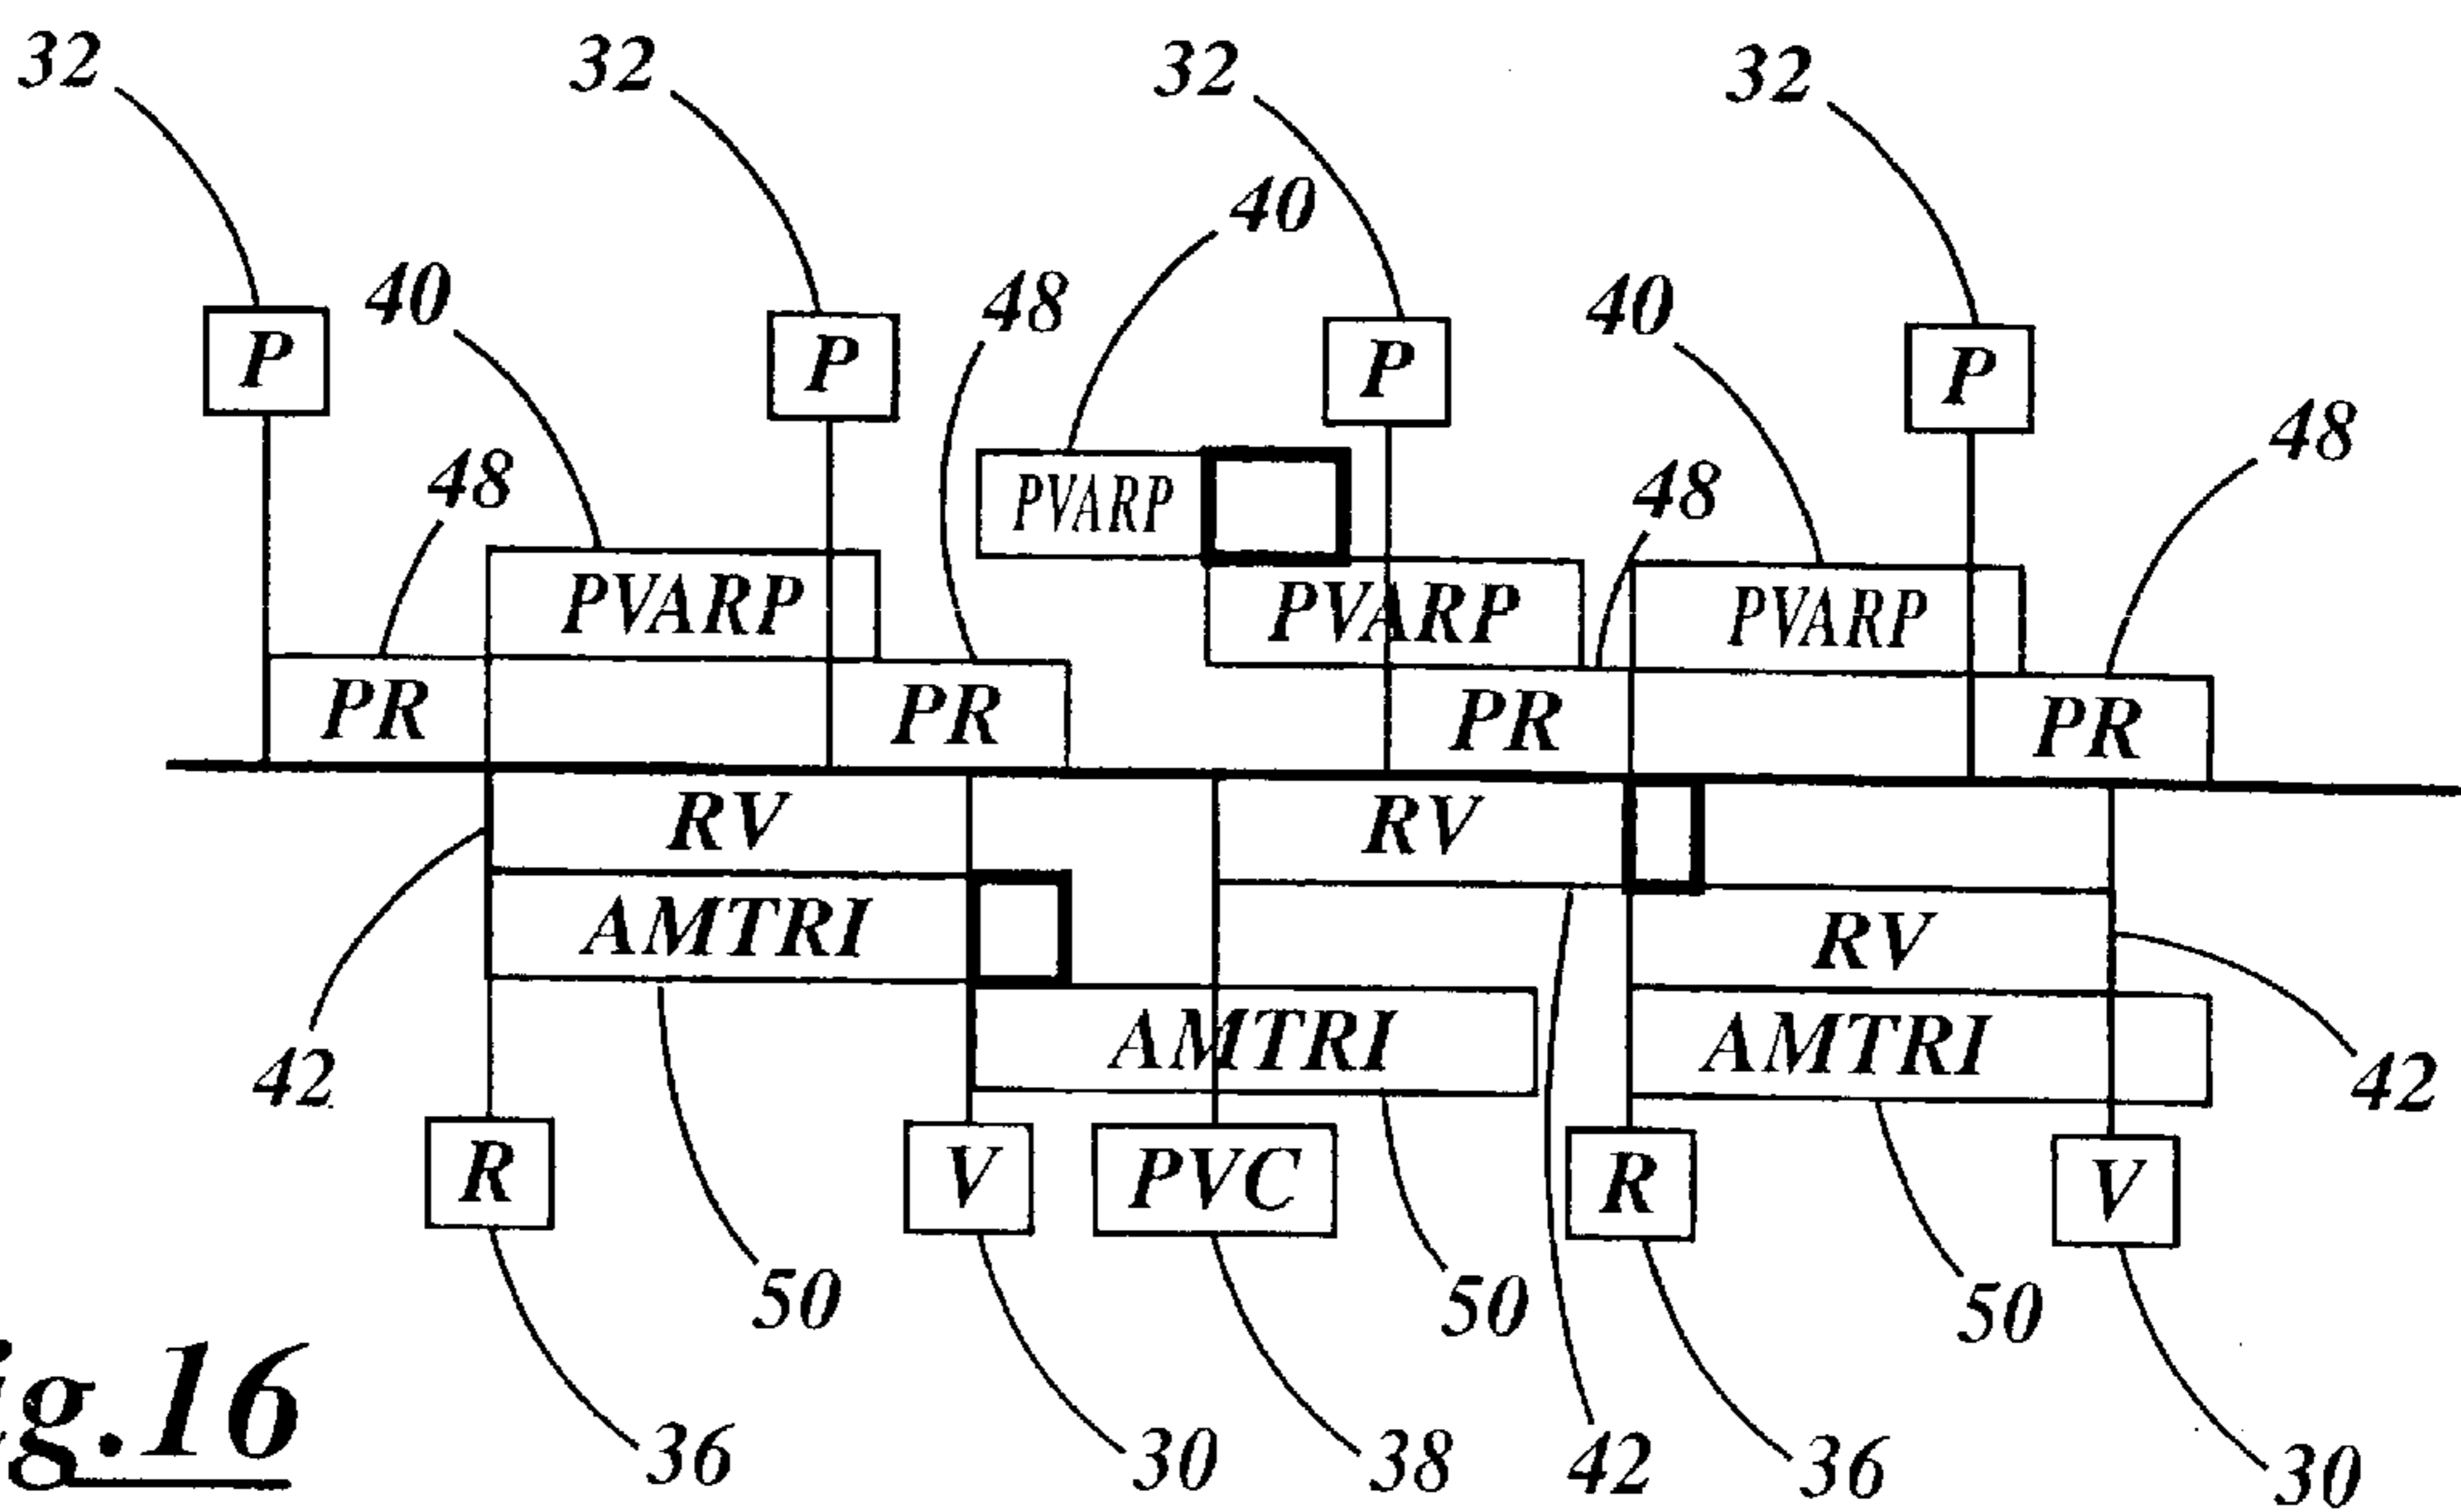 32 32 32 32
40
40 48 40
P P P P
48 48
PVARP 48
PVARP PVARP PVARP
PR PR PR PR
RV RV
AMTRI RV
AMTRI AMTRI
42 42
R V PVC R V
50 50 50
36 30 38 42 36 30
g.16